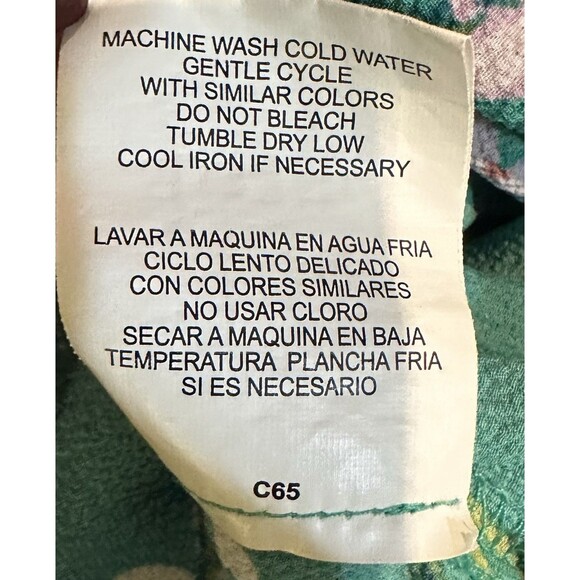 MACHINE WASH COLD WATER
GENTLE CYCLE
WITH SIMILAR COLORS
DO NOT BLEACH
TUMBLE DRY LOW
COOL IRON IF NECESSARY
LAVAR A MAQUINA EN AGUA FRIA
CICLO LENTO DELICADO
CON COLORES SIMILARES
NO USAR CLORO
SECAR A MAQUINA EN BAJA
TEMPERATURA PLANCHA FRIA
SI ES NECESARIO
C65